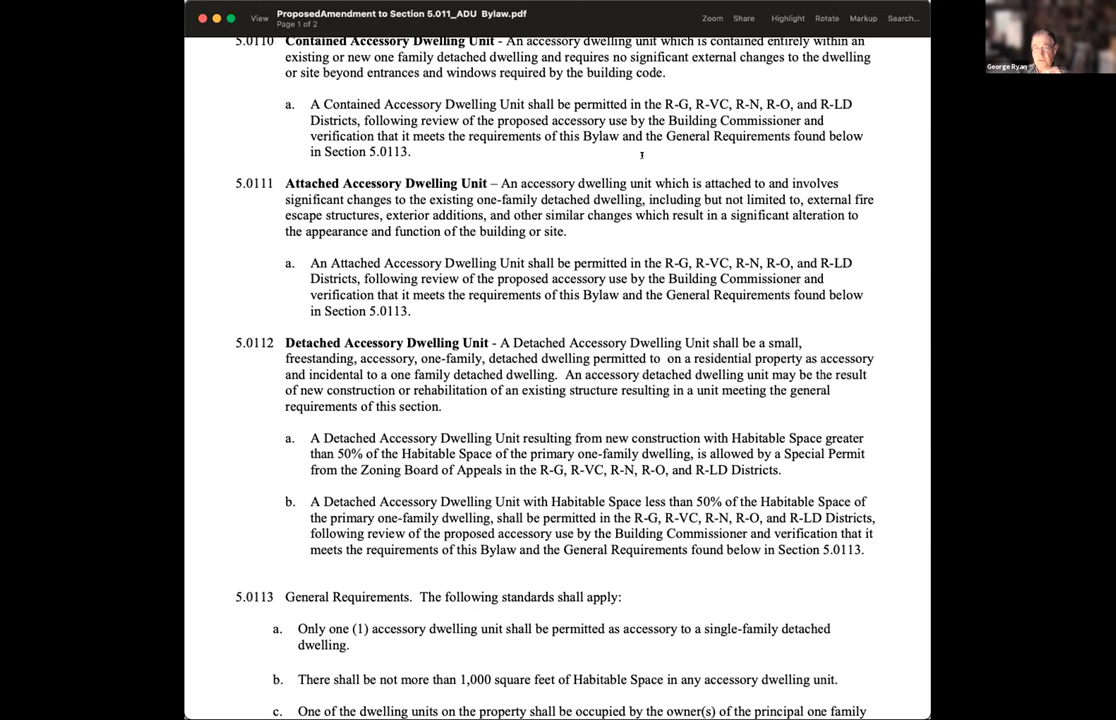 View
ProposedAmendment to Section 5.011_ADU Bylaw.pdf
Page 1 of 2
Zoom Share Highlight Rotate Markup Search...
George Ryan
5.0110 Contained Accessory Dwelling Unit - An accessory dwelling unit which is contained entirely within an
existing or new one family detached dwelling and requires no significant external changes to the dwelling
or site beyond entrances and windows required by the building code.
a. A Contained Accessory Dwelling Unit shall be permitted in the R-G, R-VC, R-N, R-O, and R-LD
Districts, following review of the proposed accessory use by the Building Commissioner and
verification that it meets the requirements of this Bylaw and the General Requirements found below
in Section 5.0113.
5.0111 Attached Accessory Dwelling Unit – An accessory dwelling unit which is attached to and involves
significant changes to the existing one-family detached dwelling, including but not limited to, external fire
escape structures, exterior additions, and other similar changes which result in a significant alteration to
the appearance and function of the building or site.
a. An Attached Accessory Dwelling Unit shall be permitted in the R-G, R-VC, R-N, R-O, and R-LD
Districts, following review of the proposed accessory use by the Building Commissioner and
verification that it meets the requirements of this Bylaw and the General Requirements found below
in Section 5.0113.
5.0112 Detached Accessory Dwelling Unit - A Detached Accessory Dwelling Unit shall be a small,
freestanding, accessory, one-family, detached dwelling permitted to on a residential property as accessory
and incidental to a one family detached dwelling. An accessory detached dwelling unit may be the result
of new construction or rehabilitation of an existing structure resulting in a unit meeting the general
requirements of this section.
a. A Detached Accessory Dwelling Unit resulting from new construction with Habitable Space greater
than 50% of the Habitable Space of the primary one-family dwelling, is allowed by a Special Permit
from the Zoning Board of Appeals in the R-G, R-VC, R-N, R-O, and R-LD Districts.
b. A Detached Accessory Dwelling Unit with Habitable Space less than 50% of the Habitable Space of
the primary one-family dwelling, shall be permitted in the R-G, R-VC, R-N, R-O, and R-LD Districts,
following review of the proposed accessory use by the Building Commissioner and verification that it
meets the requirements of this Bylaw and the General Requirements found below in Section 5.0113.
5.0113 General Requirements. The following standards shall apply:
a. Only one (1) accessory dwelling unit shall be permitted as accessory to a single-family detached
dwelling.
b. There shall be not more than 1,000 square feet of Habitable Space in any accessory dwelling unit.
c. One of the dwelling units on the property shall be occupied by the owner(s) of the principal one family